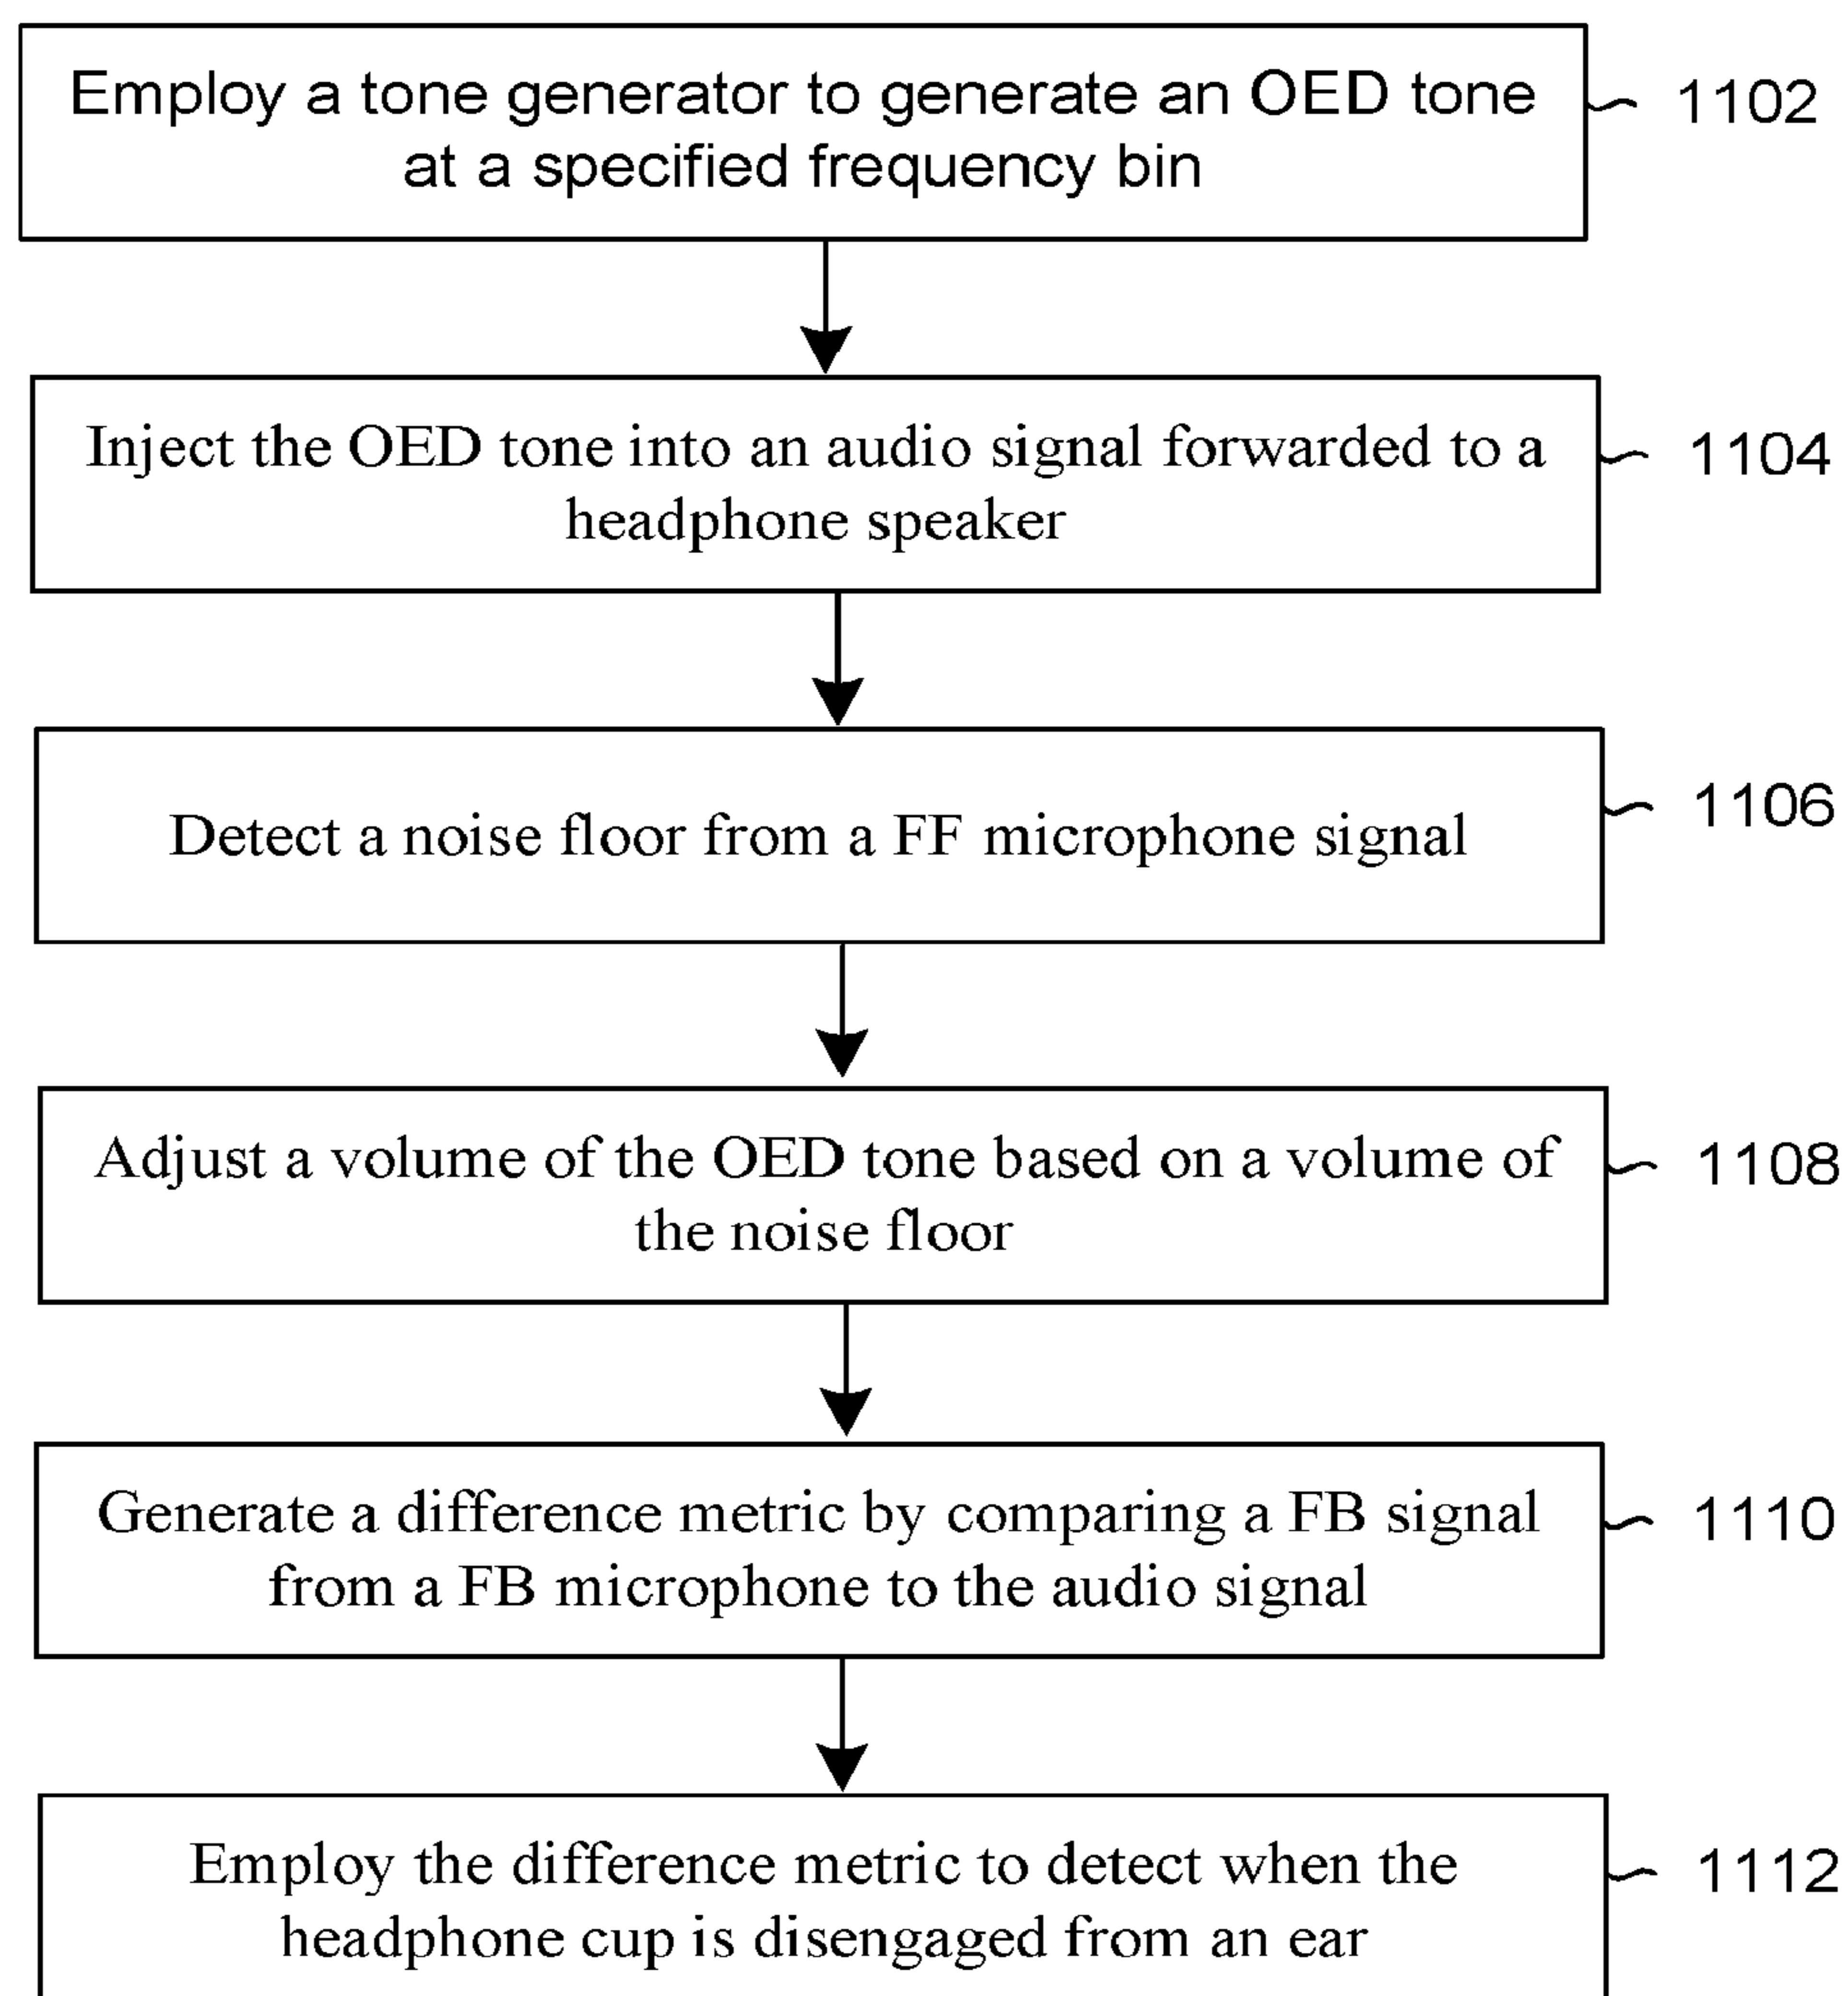 Employ a tone generator to generate an OED tone
at a specified frequency bin
1102
Inject the OED tone into an audio signal forwarded to a
headphone speaker
1104
Detect a noise floor from a FF microphone signal
1106
Adjust a volume of the OED tone based on a volume of
the noise floor
1108
Generate a difference metric by comparing a FB signal
from a FB microphone to the audio signal
1110
Employ the difference metric to detect when the
headphone cup is disengaged from an ear
1112